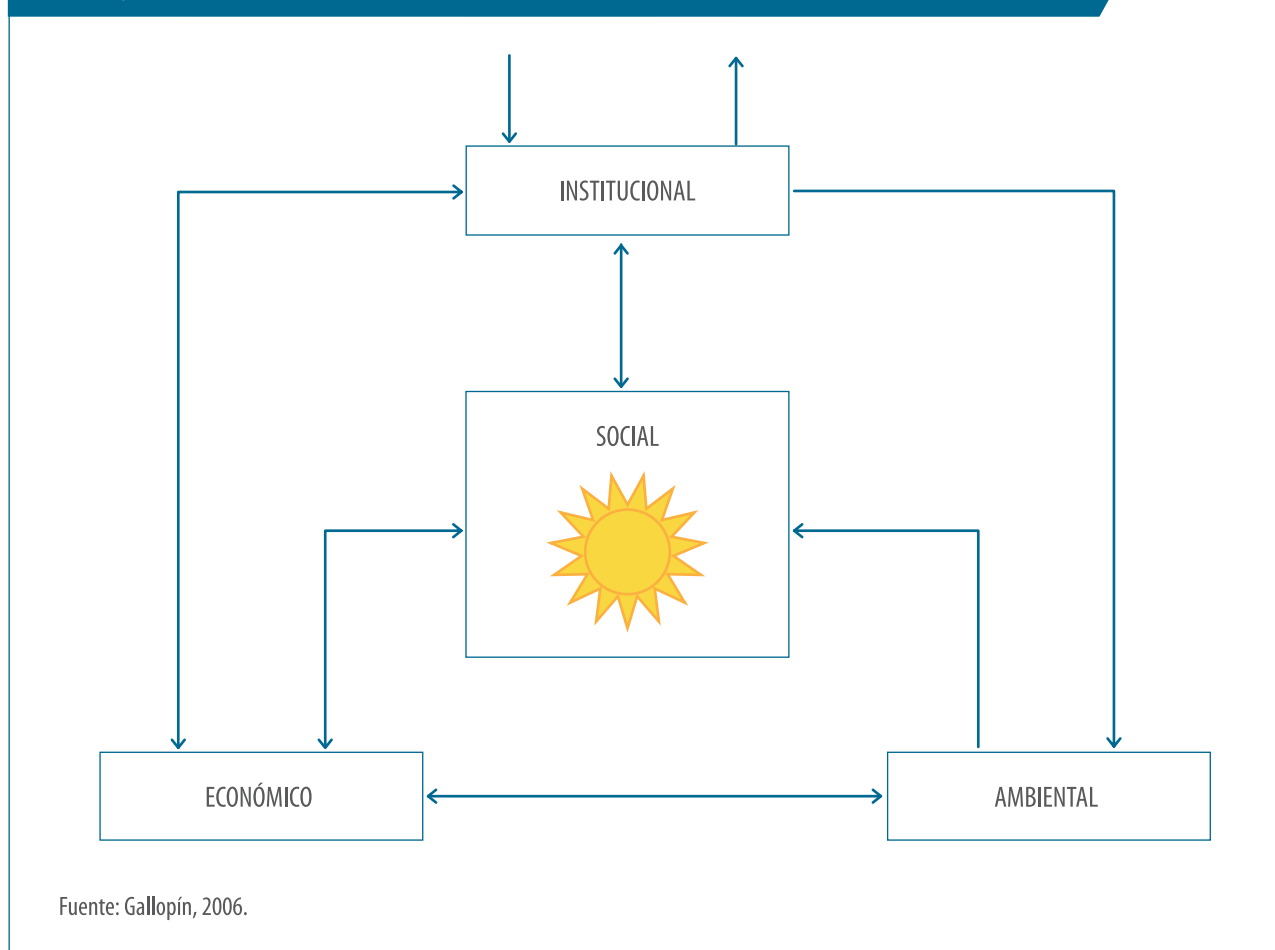 INSTITUCIONAL
SOCIAL
ECONÓMICO
AMBIENTAL
Fuente: Gallopín, 2006.